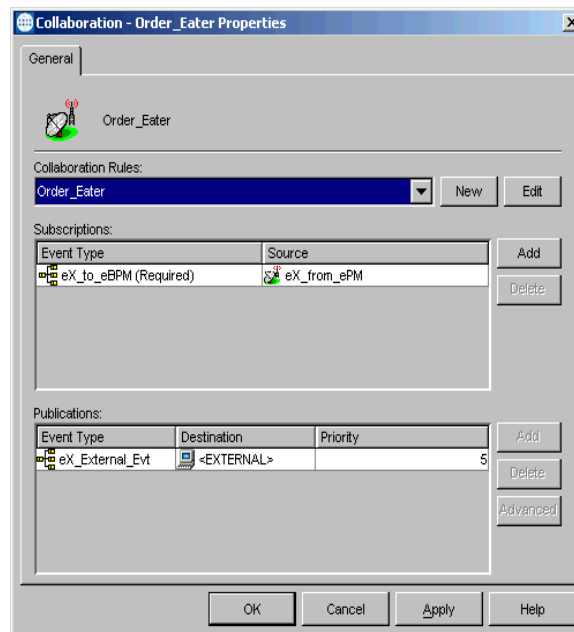 Collaboration - Order_Eater Properties
General
Order_Eater
Collaboration Rules:
Order_Eater New Edit
Subscriptions:
Event Type Source Add
eX_to_eBPM (Required) eX_from_ePM
Delete
Publications:
Event Type Destination Priority Add
eX_External_Evt <EXTERNAL> 5
Delete
Advanced
OK Cancel Apply Help